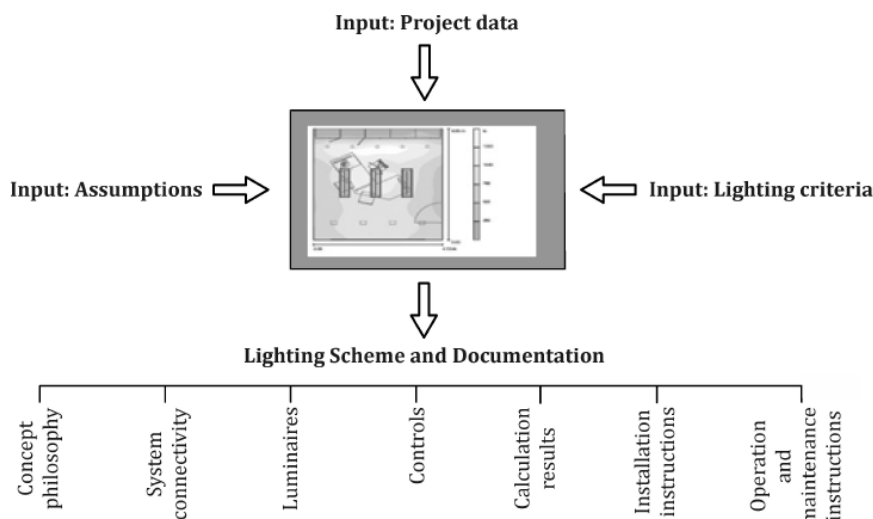 Input: Project data
Input: Assumptions
Input: Lighting criteria
Lighting Scheme and Documentation
Concept
philosophy
System
connectivity
Luminaires
Controls
Calculation
results
Installation
instructions
Operation
and
maintenance
instructions